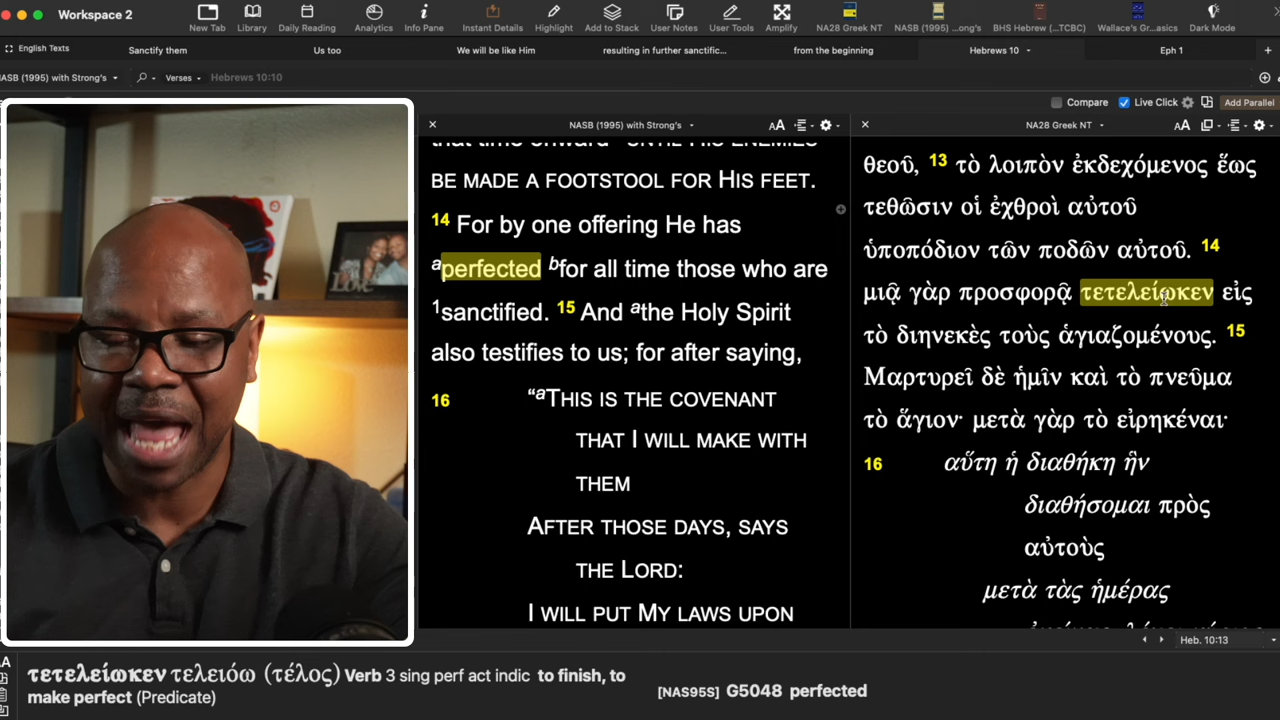 Workspace 2
New Tab
Library
Daily Reading
Analytics
Info Pane
Instant Details
Highlight
Add to Stack
User Notes
User Tools
Amplify
NA28 Greek NT
NASB (1995) ...ong's
BHS Hebrew (...TCBC)
Wallace's Gr...asics
Dark Mode
English Texts
Sanctify them
Us too
We will be like Him
resulting in further sanctific...
from the beginning
Hebrews 10
Eph 1
NASB (1995) with Strong's
Verses
Hebrews 10:10
Compare
Live Click
Add Parallel
NASB (1995) with Strong's
that time onward UNTIL HIS ENEMIES
BE MADE A FOOTSTOOL FOR HIS FEET.
14 For by one offering He has
aperfected bfor all time those who are
1sanctified. 15 And athe Holy Spirit
also testifies to us; for after saying,
16 “aTHIS IS THE COVENANT
THAT I WILL MAKE WITH
THEM
AFTER THOSE DAYS, SAYS
THE LORD:
I WILL PUT MY LAWS UPON
NA28 Greek NT
θεοῦ, 13 τὸ λοιπὸν ἐκδεχόμενος ἕως
τεθῶσιν οἱ ἐχθροὶ αὐτοῦ
ὑποπόδιον τῶν ποδῶν αὐτοῦ. 14
μιᾷ γὰρ προσφορᾷ τετελείωκεν εἰς
τὸ διηνεκὲς τοὺς ἁγιαζομένους. 15
Μαρτυρεῖ δὲ ἡμῖν καὶ τὸ πνεῦμα
τὸ ἅγιον· μετὰ γὰρ τὸ εἰρηκέναι·
16 αὕτη ἡ διαθήκη ἣν
διαθήσομαι πρὸς
αὐτοὺς
μετὰ τὰς ἡμέρας
Heb. 10:13
τετελείωκεν τελειόω (τέλος) Verb 3 sing perf act indic to finish, to
make perfect (Predicate)
[NAS95S] G5048 perfected